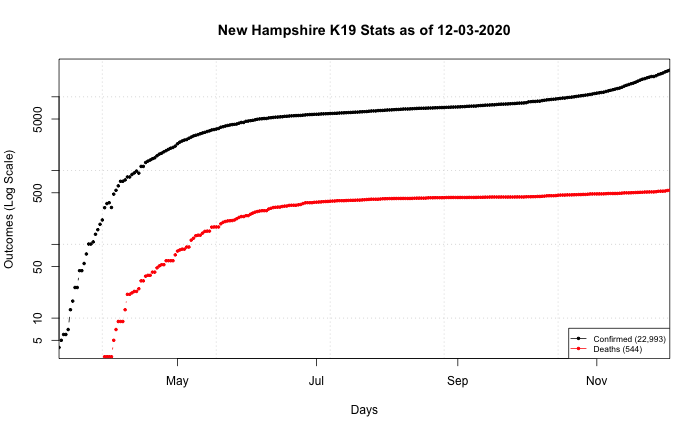 New Hampshire K19 Stats as of 12-03-2020
Outcomes (Log Scale)
5000
500
50
10
5
May
Jul
Sep
Nov
Days
Confirmed (22,993)
Deaths (544)